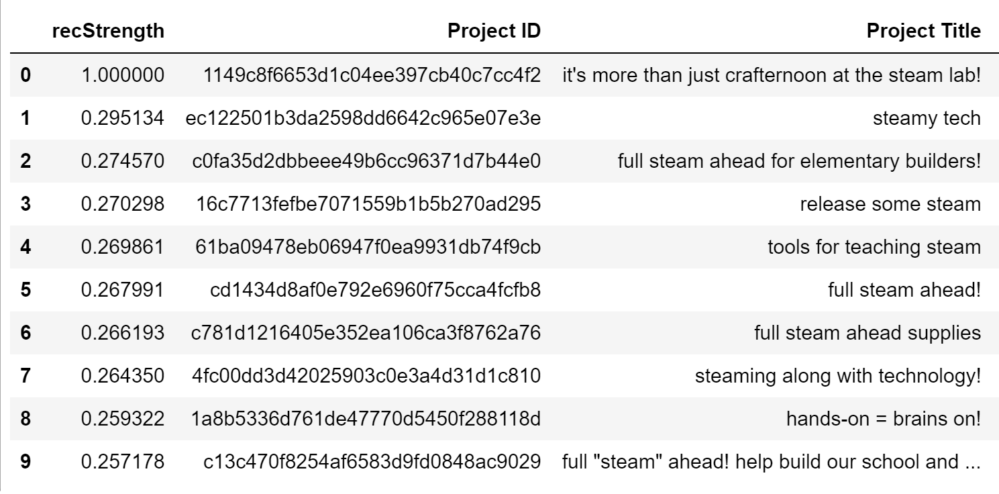 recStrength Project ID Project Title
0 1.000000 1149c8f6653d1c04ee397cb40c7cc4f2 it's more than just crafternoon at the steam lab!
1 0.295134 ec122501b3da2598dd6642c965e07e3e steamy tech
2 0.274570 c0fa35d2dbbeee49b6cc96371d7b44e0 full steam ahead for elementary builders!
3 0.270298 16c7713fefbe7071559b1b5b270ad295 release some steam
4 0.269861 61ba09478eb06947f0ea9931db74f9cb tools for teaching steam
5 0.267991 cd1434d8af0e792e6960f75cca4fcfb8 full steam ahead!
6 0.266193 c781d1216405e352ea106ca3f8762a76 full steam ahead supplies
7 0.264350 4fc00dd3d42025903c0e3a4d31d1c810 steaming along with technology!
8 0.259322 1a8b5336d761de47770d5450f288118d hands-on = brains on!
9 0.257178 c13c470f8254af6583d9fd0848ac9029 full "steam" ahead! help build our school and ...